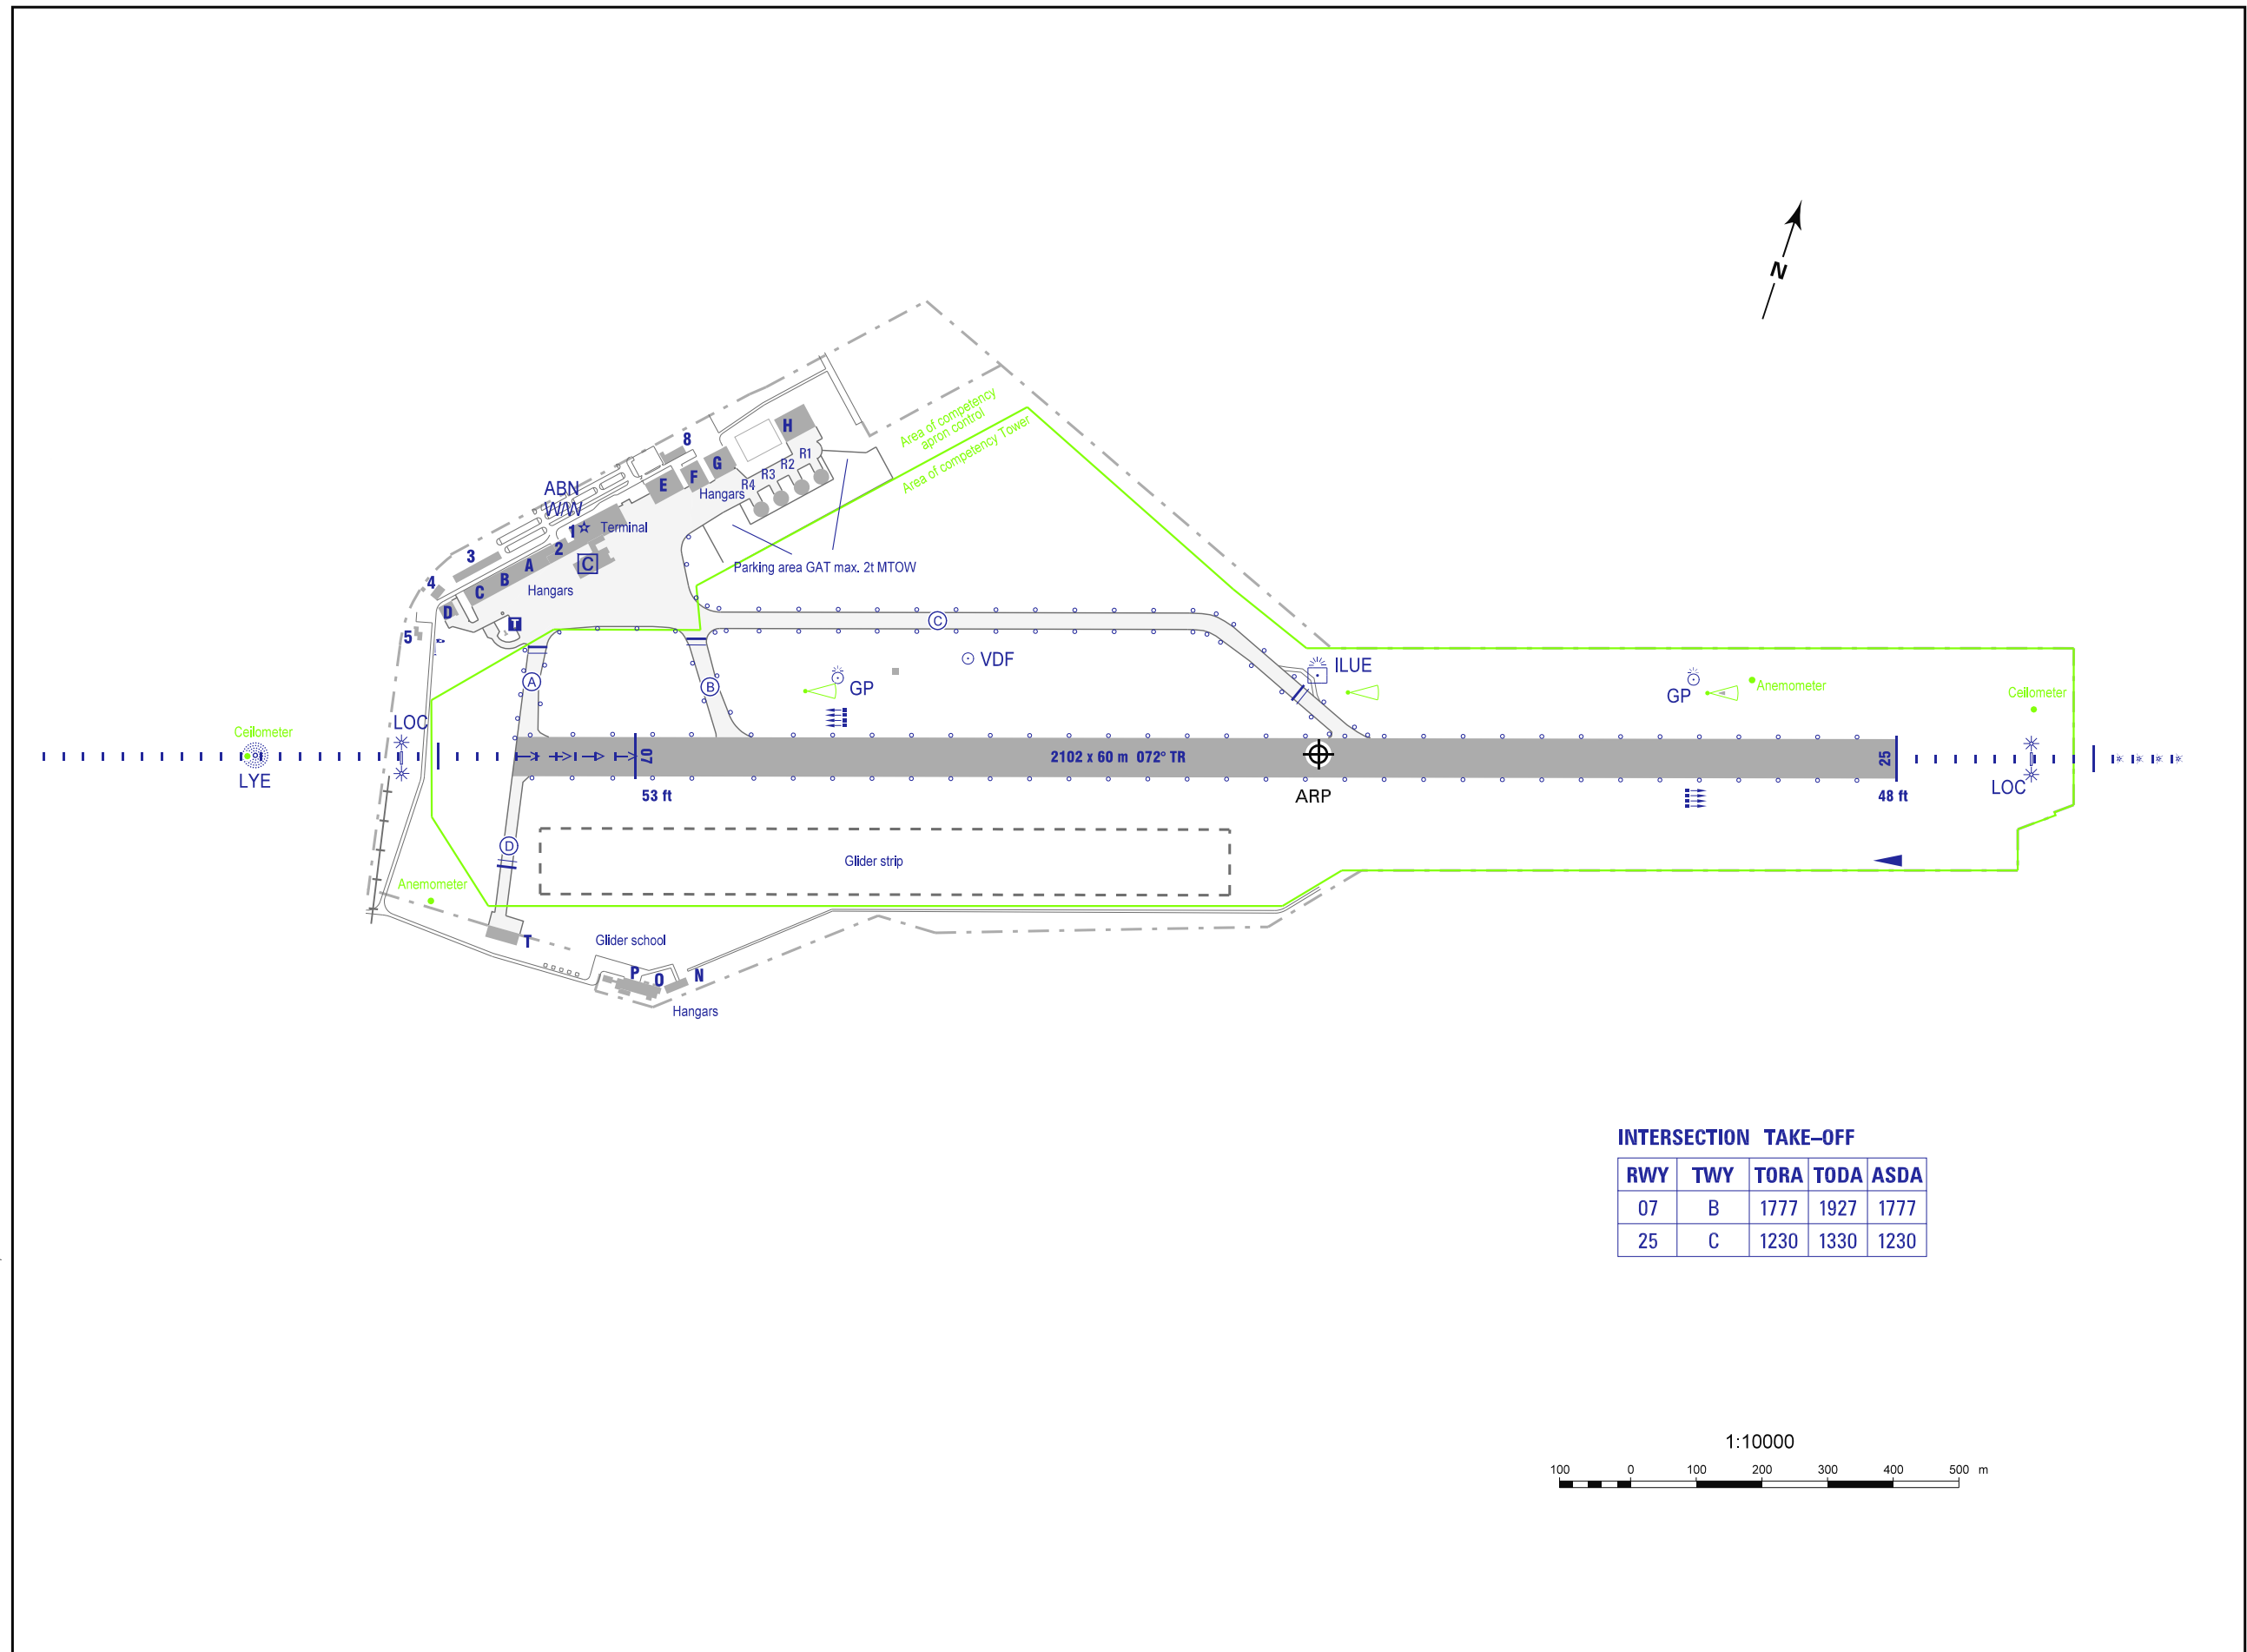 N
Area of competency
apron control
Area of competency Tower
H
8
G
R1
R2
R3
R4
F
E
Hangars
ABN
W/W
1
Terminal
2
3
A
C
B
C
4
D
Hangars
Parking area GAT max. 2t MTOW
T
5
C
VDF
ILUE
A
B
GP
GP
Anemometer
Ceilometer
LOC
Ceilometer
LYE
07
2102 x 60 m 072° TR
25
53 ft
ARP
48 ft
LOC
D
Glider strip
Anemometer
T
Glider school
P
O
N
Hangars
INTERSECTION TAKE–OFF
RWY TWY TORA TODA ASDA
07 B 1777 1927 1777
25 C 1230 1330 1230
1:10000
100 0 100 200 300 400 500 m